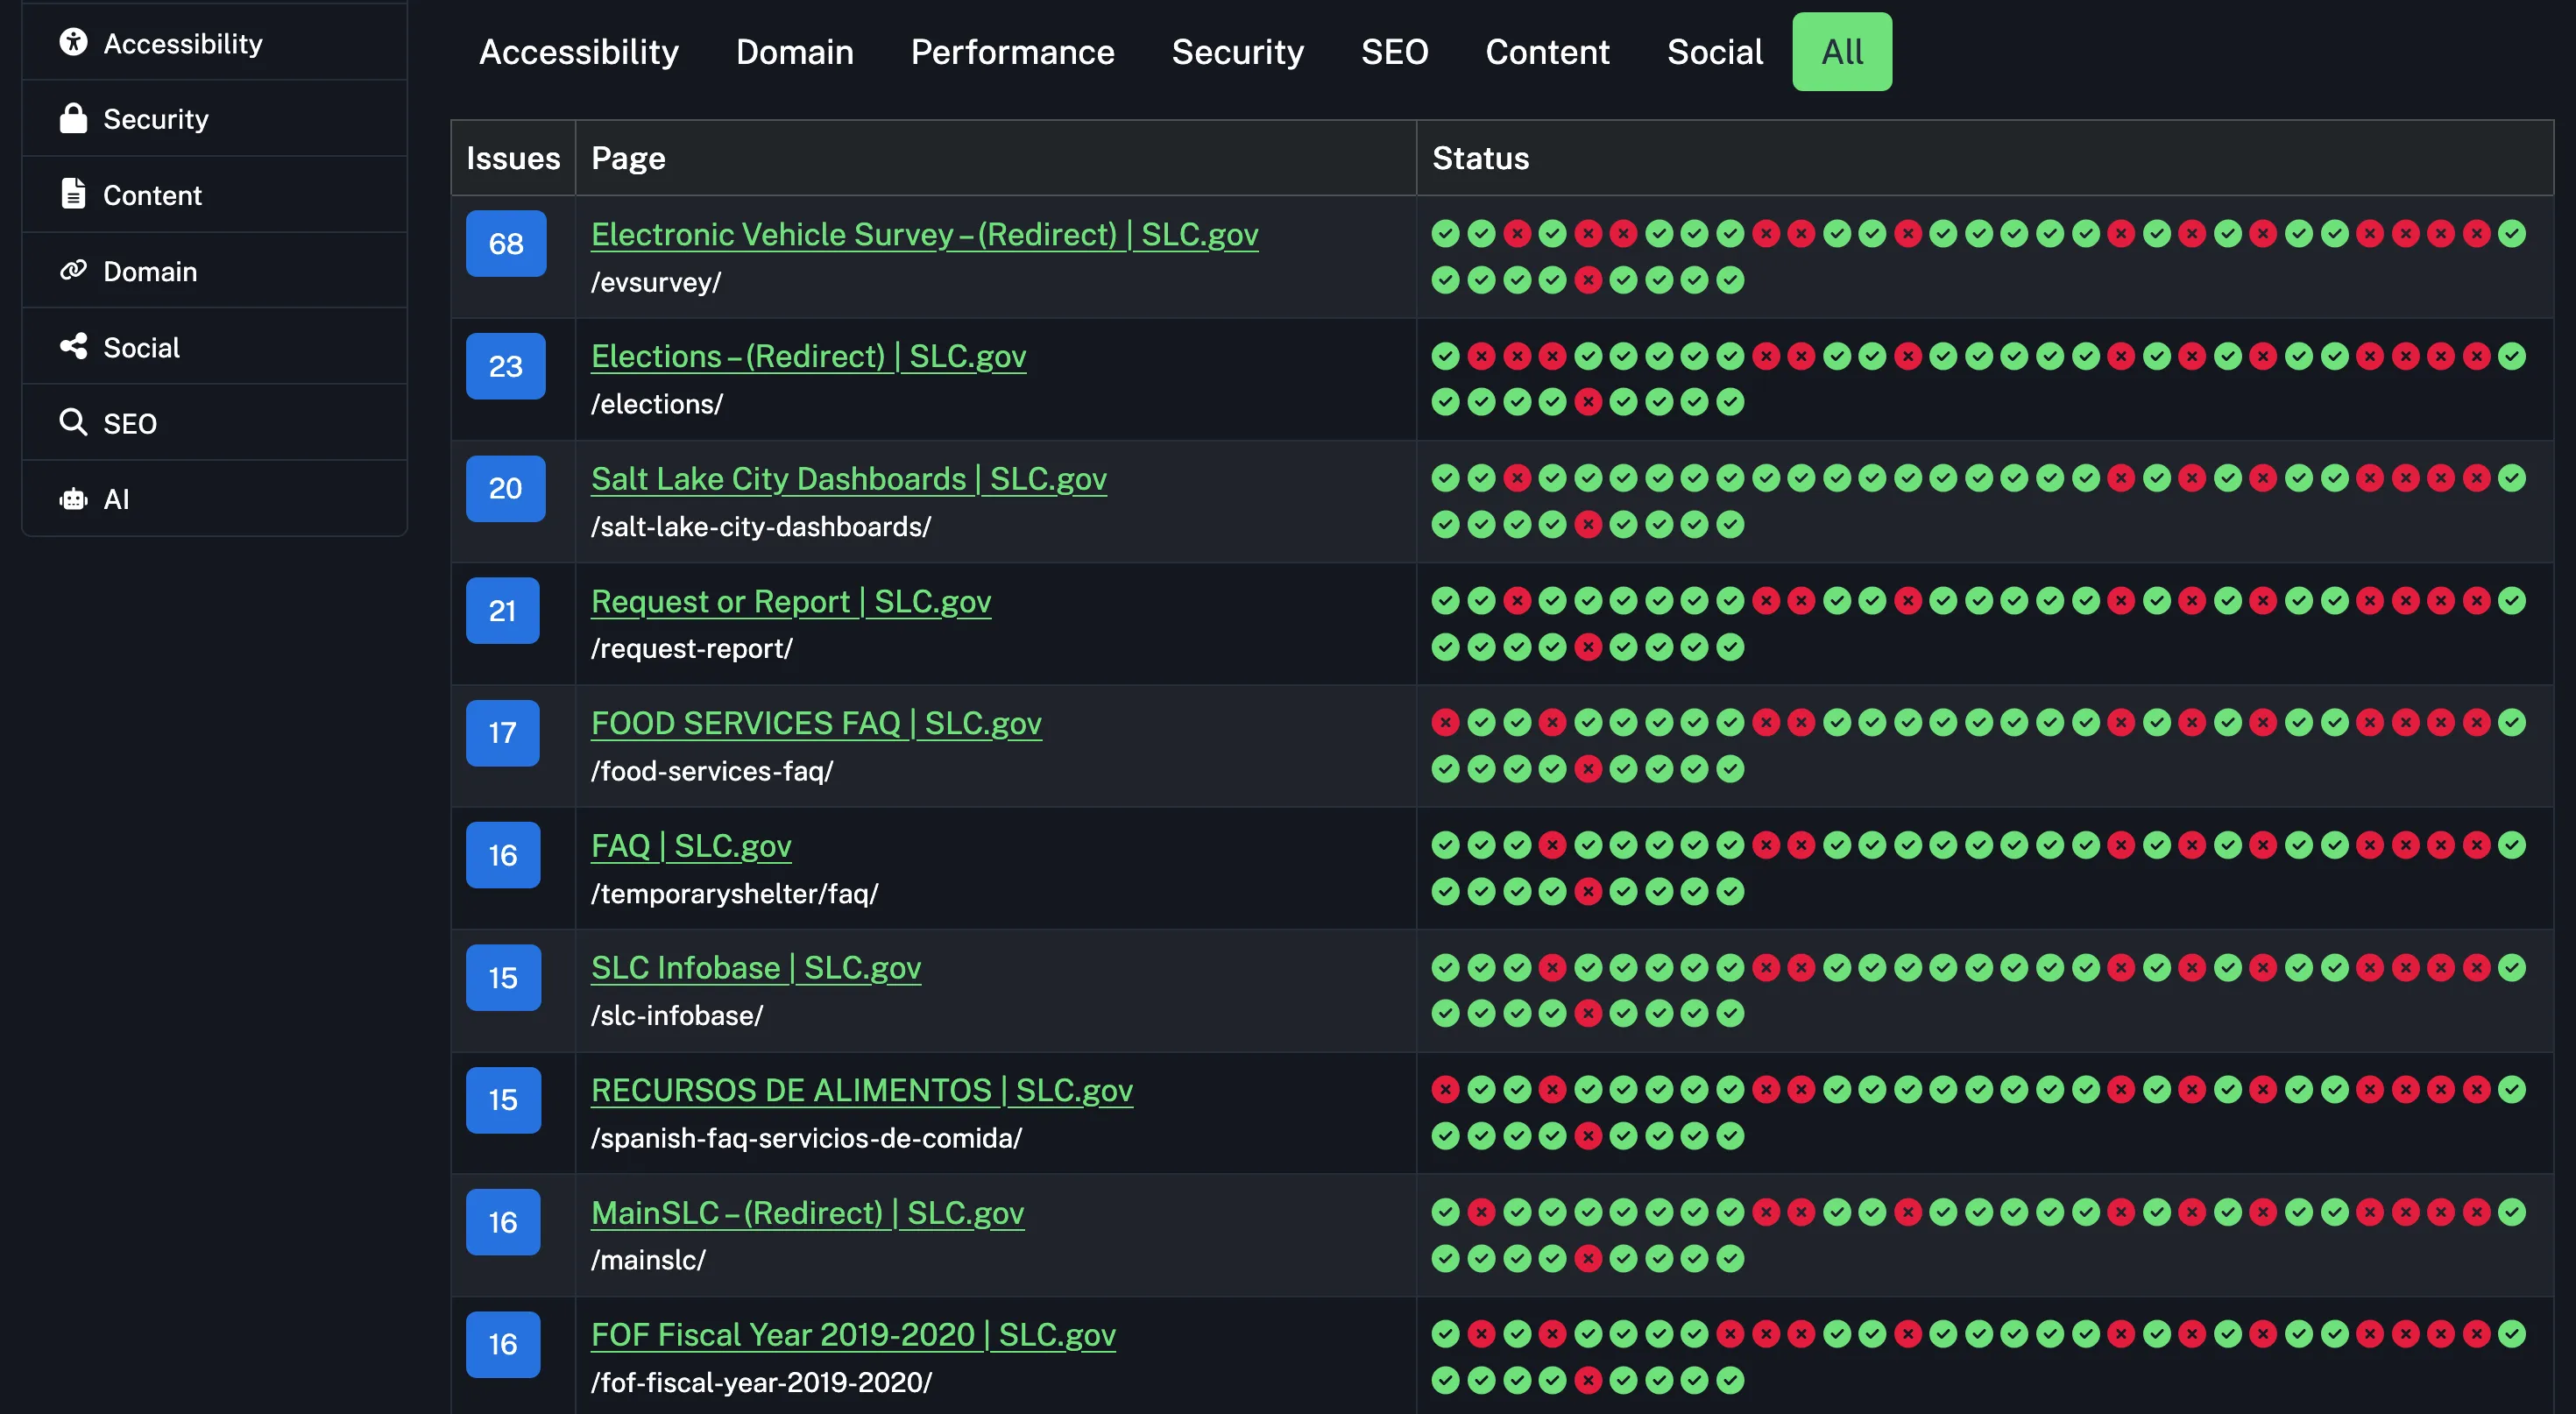 Accessibility
Security
Content
Domain
Social
SEO
AI
Accessibility Domain Performance Security SEO Content Social All
Issues Page Status
68 Electronic Vehicle Survey – (Redirect) | SLC.gov
/evsurvey/
23 Elections – (Redirect) | SLC.gov
/elections/
20 Salt Lake City Dashboards | SLC.gov
/salt-lake-city-dashboards/
21 Request or Report | SLC.gov
/request-report/
17 FOOD SERVICES FAQ | SLC.gov
/food-services-faq/
16 FAQ | SLC.gov
/temporaryshelter/faq/
15 SLC Infobase | SLC.gov
/slc-infobase/
15 RECURSOS DE ALIMENTOS | SLC.gov
/spanish-faq-servicios-de-comida/
16 MainSLC – (Redirect) | SLC.gov
/mainslc/
16 FOF Fiscal Year 2019-2020 | SLC.gov
/fof-fiscal-year-2019-2020/